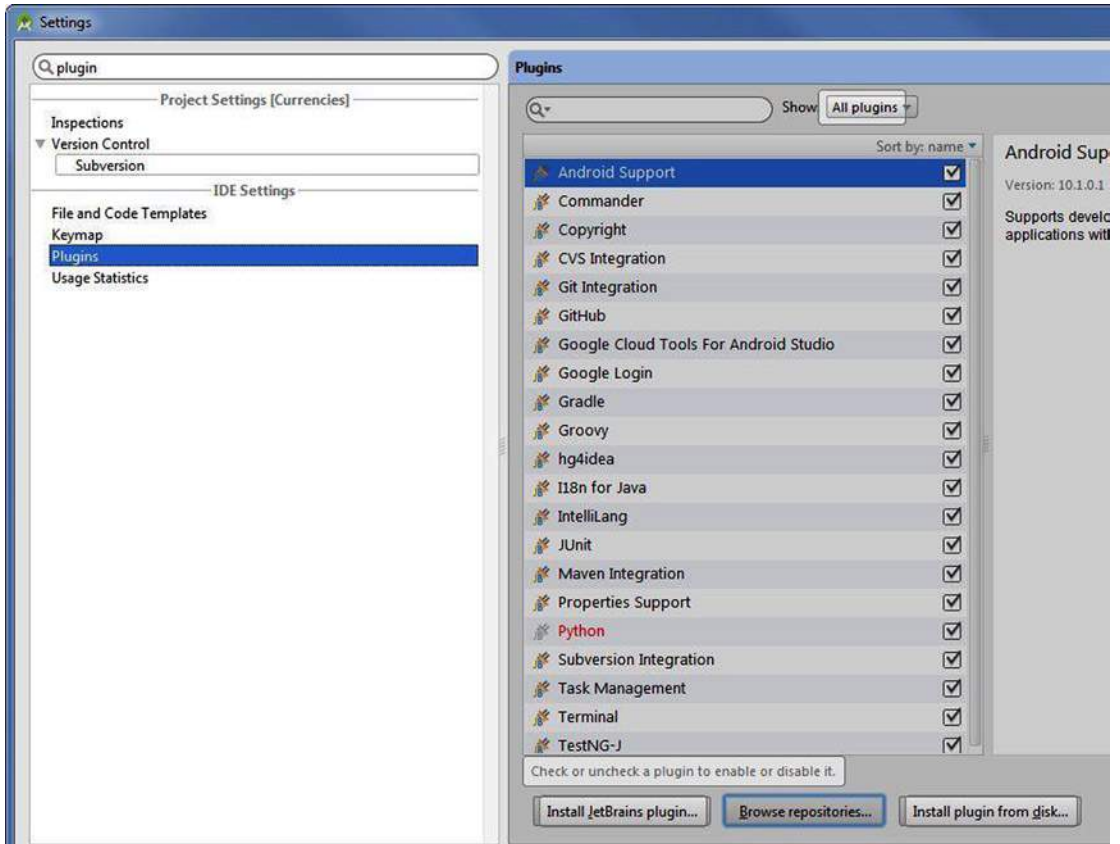 Settings
plugin
Project Settings [Currencies]
Inspections
Version Control
Subversion
IDE Settings
File and Code Templates
Keymap
Plugins
Usage Statistics
Plugins
Show All plugins
Sort by: name
Android Support
Commander
Copyright
CVS Integration
Git Integration
GitHub
Google Cloud Tools For Android Studio
Google Login
Gradle
Groovy
hg4idea
I18n for Java
IntelliLang
JUnit
Maven Integration
Properties Support
Python
Subversion Integration
Task Management
Terminal
TestNG-J
Check or uncheck a plugin to enable or disable it.
Install JetBrains plugin...
Browse repositories...
Install plugin from disk...
Android Sup
Version: 10.1.0.1
Supports develo
applications wit